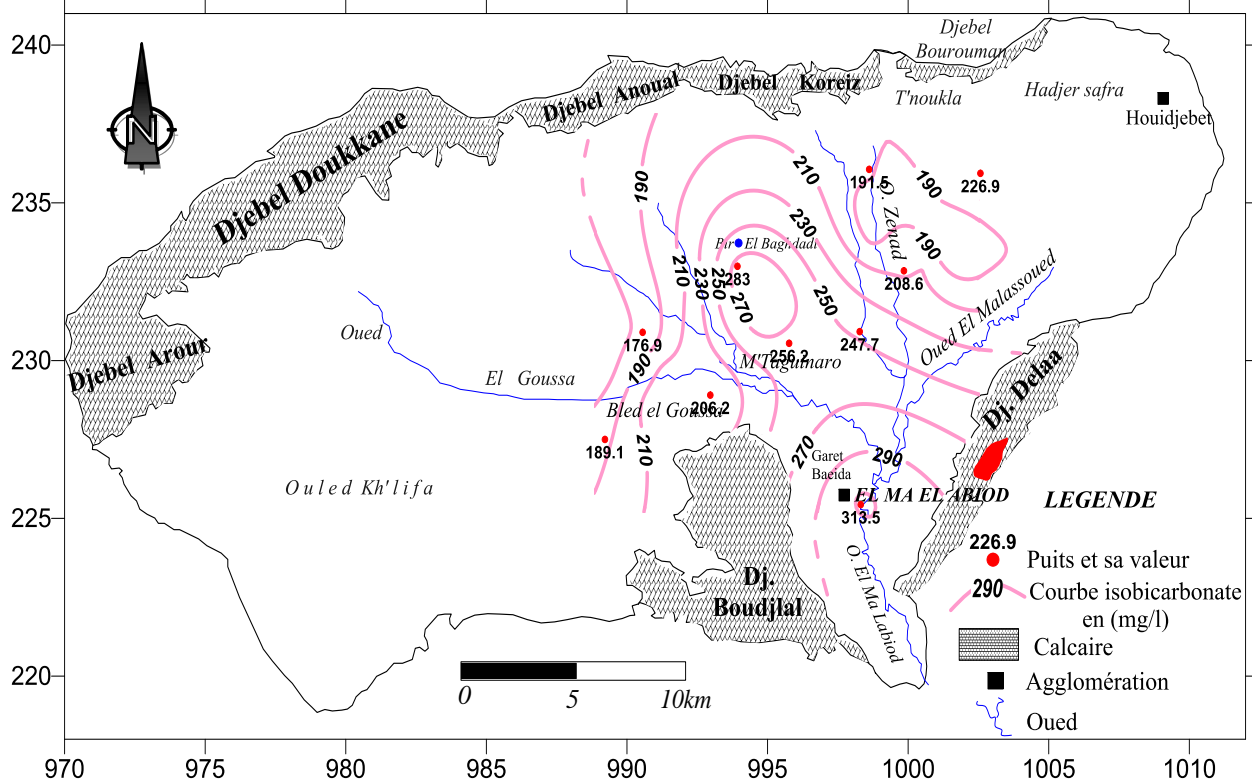 240
235
230
225
220
970
975
980
985
990
995
1000
1005
1010
N
Djebel
Bourouman
Djebel Anoual
Djebel Koreiz
T'noukla
Hadjer safra
Houidjebet
Djebel Doukkane
190
210
191.5
190
226.9
O. Zenad
230
Bir El Baghdadi
190
283
208.6
210
230
250
270
250
Oued El Malassoued
Oued
176.9
256.2
247.7
M'Taguinaro
Djebel Arour
190
El Goussa
Bled el Goussa
206.2
Dj. Delaa
189.1
210
270
290
Garet
Baeida
Ouled Kh'lifa
EL MA EL ABIOD
313.5
O. El Ma Labiod
Dj.
Boudjlal
0 5 10km
LEGENDE
226.9
Puits et sa valeur
290
Courbe isobicarbonate
en (mg/l)
Calcaire
Agglomération
Oued